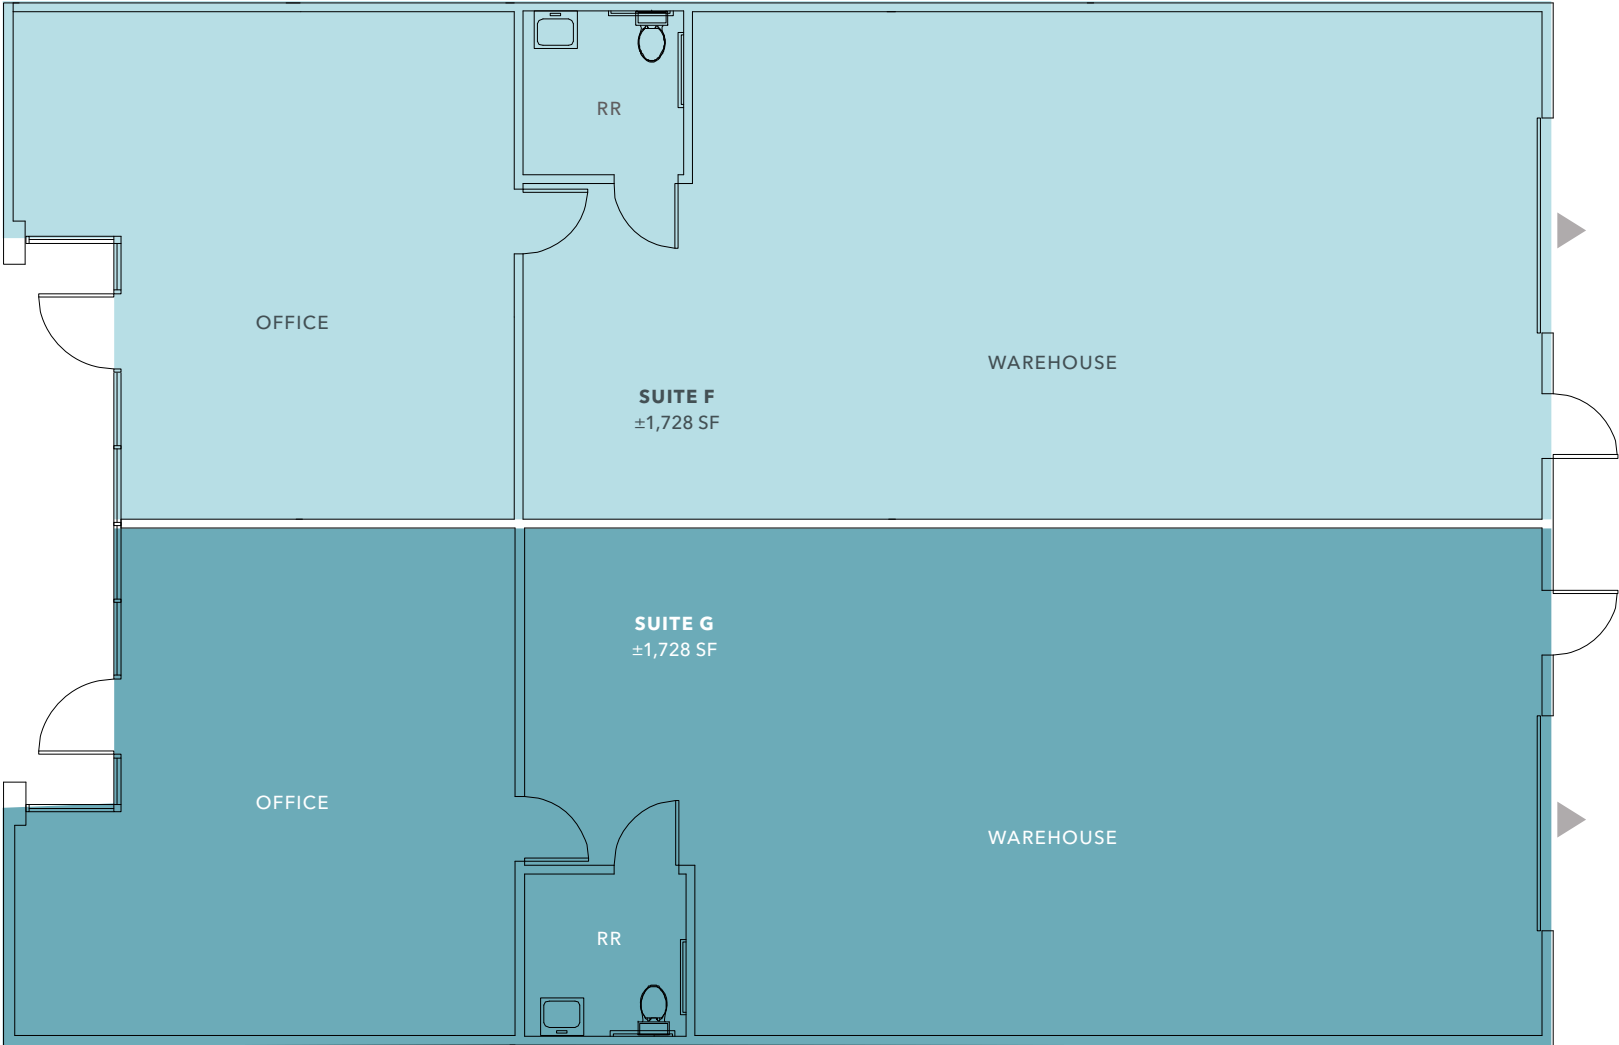 RR
OFFICE
WAREHOUSE
SUITE F
±1,728 SF
SUITE G
±1,728 SF
OFFICE
WAREHOUSE
RR